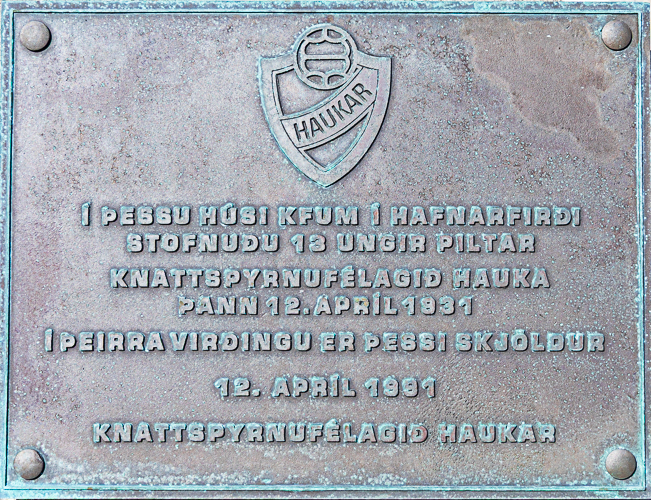 HAUKAR
Í ÞESSU HÚSI KFUM Í HAFNARFIRÐI
STOFNUÐU 13 UNGIR PILTAR
KNATTSPYRNUFÉLAGIÐ HAUKA
ÞANN 12. APRÍL 1931
Í ÞEIRRA VIRÐINGU ER ÞESSI SKJÖLDUR
12. APRÍL 1991
KNATTSPYRNUFÉLAGIÐ HAUKAR